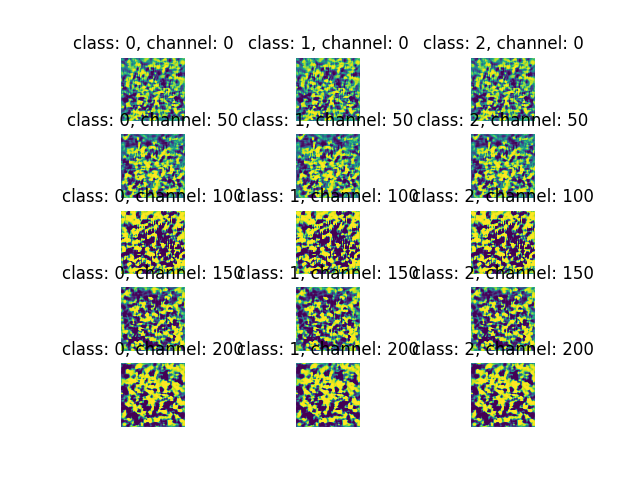 class: 0, channel: 0 class: 1, channel: 0 class: 2, channel: 0
class: 0, channel: 50 class: 1, channel: 50 class: 2, channel: 50
class: 0, channel: 100 class: 1, channel: 100 class: 2, channel: 100
class: 0, channel: 150 class: 1, channel: 150 class: 2, channel: 150
class: 0, channel: 200 class: 1, channel: 200 class: 2, channel: 200